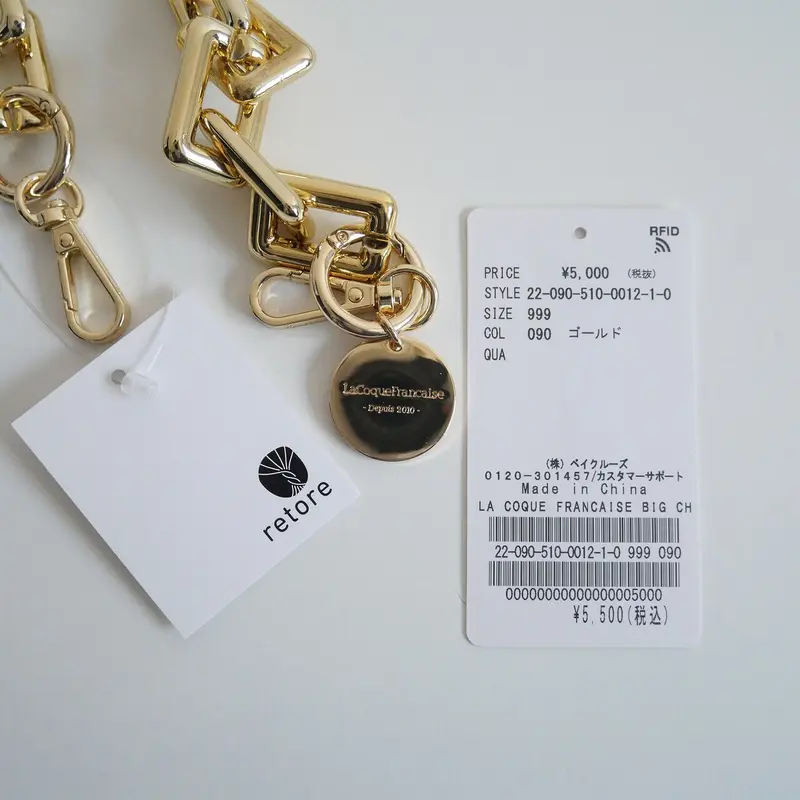 RFID
PRICE ¥5,000 (税抜)
STYLE 22-090-510-0012-1-0
SIZE 999
COL 090 ゴールド
QUA
(株) ベイクルーズ
0120-301457/カスタマーサポート
Made in China
LA COQUE FRANCAISE BIG CH
22-090-510-0012-1-0 999 090
00000000000000005000
¥5,500(税込)
LaCoqueFrancaise
- Depuis 2010 -
retore